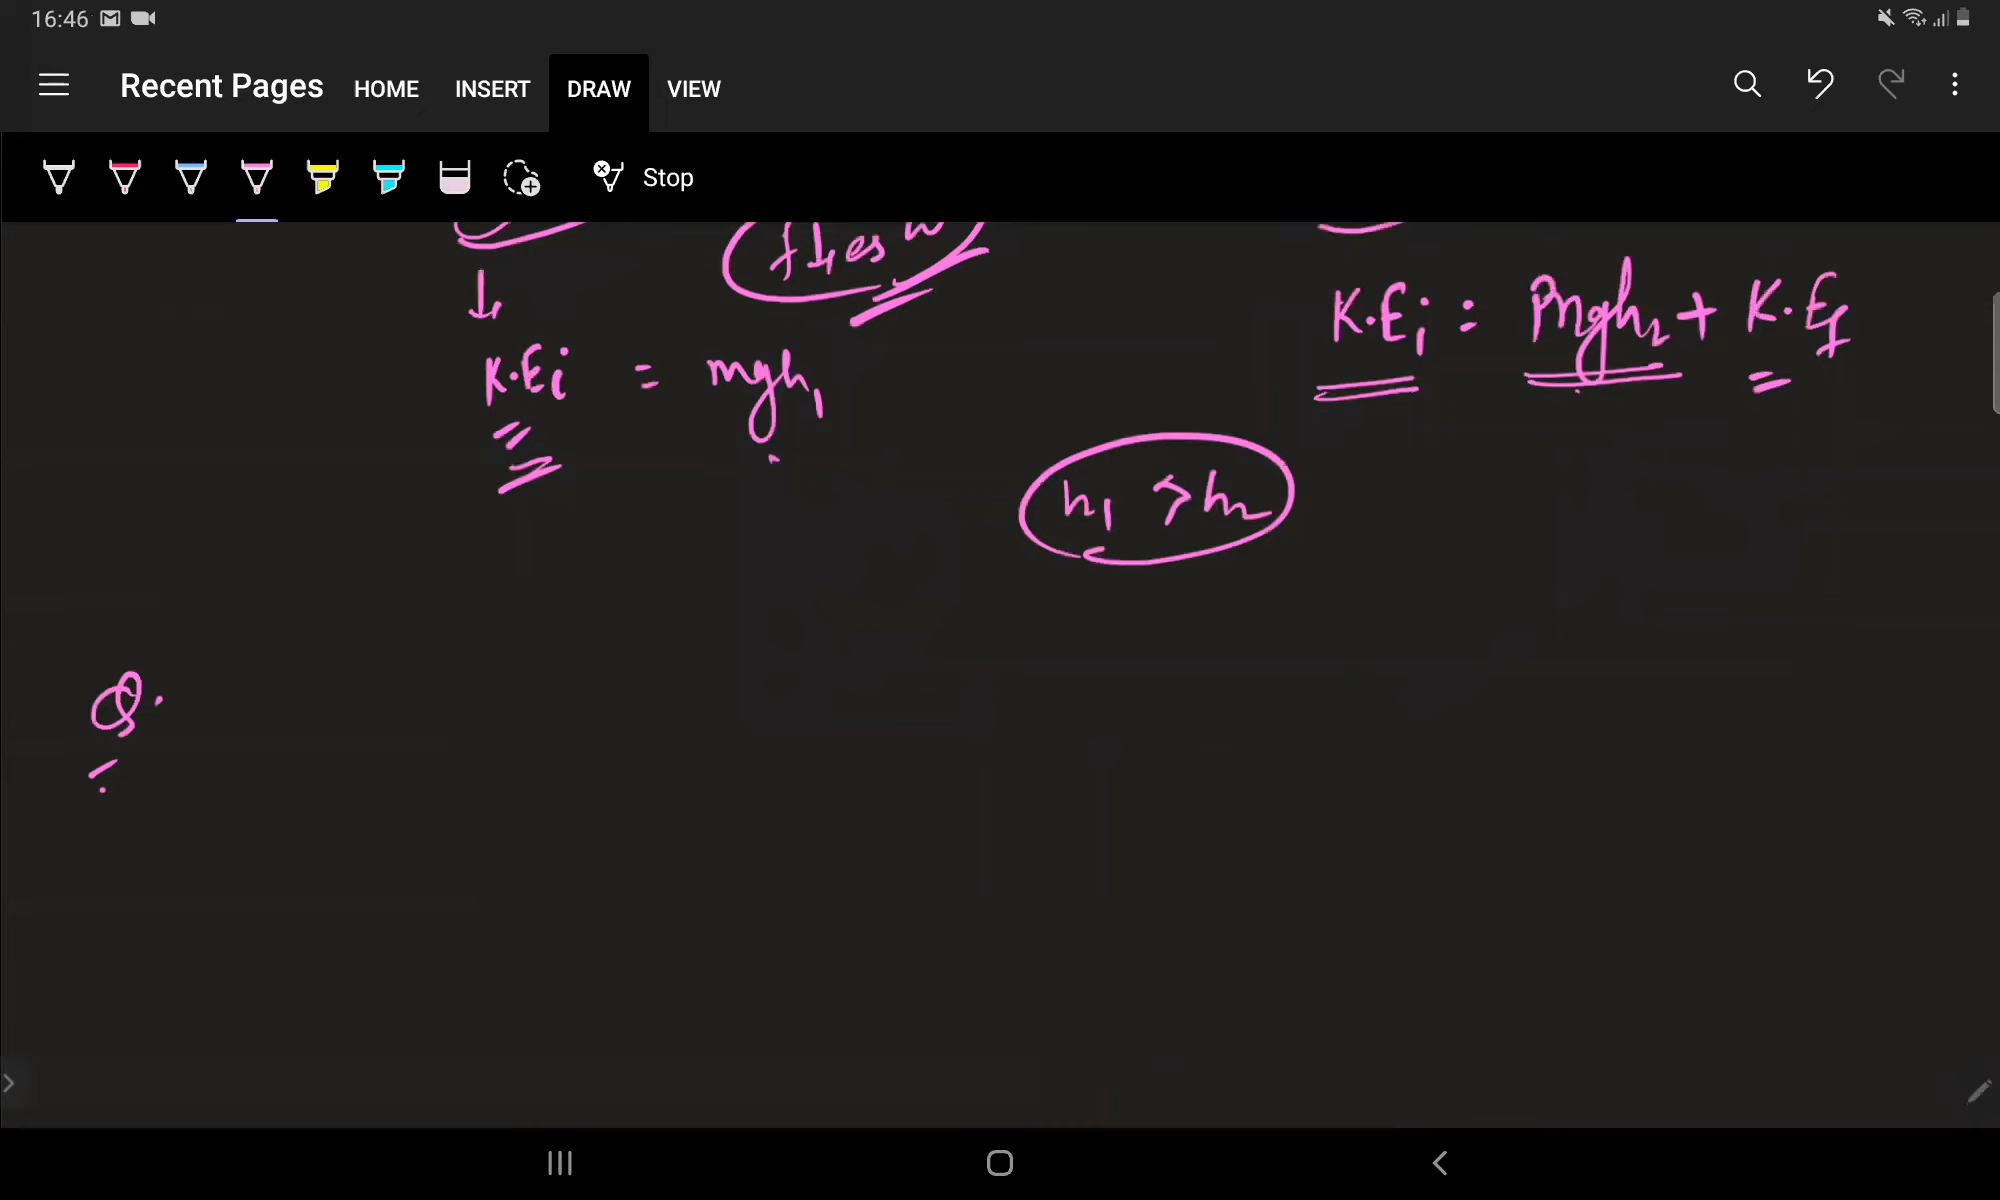 16:46
Recent Pages HOME INSERT DRAW VIEW
Stop
K.Ei = mgh₁
K.Ei = mgh₂ + K.Ef
h₁ > h₂
Q.